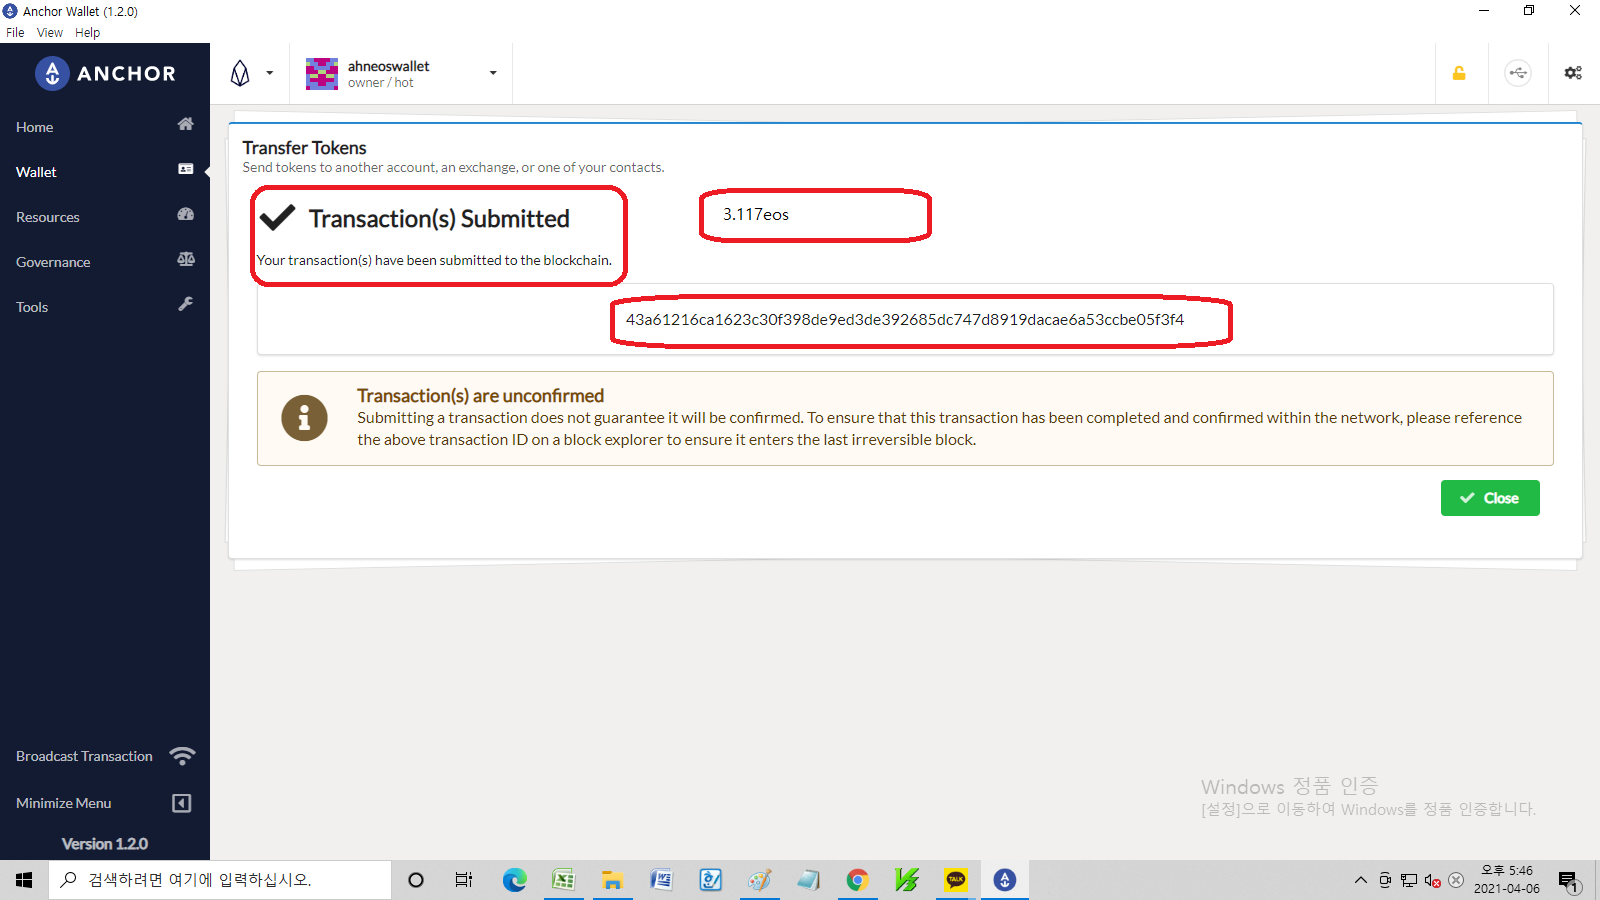 Anchor Wallet (1.2.0)
File View Help
ANCHOR
ahneoswallet
owner / hot
Home
Wallet
Resources
Governance
Tools
Transfer Tokens
Send tokens to another account, an exchange, or one of your contacts.
Transaction(s) Submitted
3.117eos
Your transaction(s) have been submitted to the blockchain.
43a61216ca1623c30f398de9ed3de392685dc747d8919dacae6a53ccbe05f3f4
Transaction(s) are unconfirmed
Submitting a transaction does not guarantee it will be confirmed. To ensure that this transaction has been completed and confirmed within the network, please reference
the above transaction ID on a block explorer to ensure it enters the last irreversible block.
Close
Broadcast Transaction
Minimize Menu
Version 1.2.0
Windows 정품 인증
[설정]으로 이동하여 Windows를 정품 인증합니다.
검색하려면 여기에 입력하십시오.
TALK
오후 5:46
2021-04-06
1